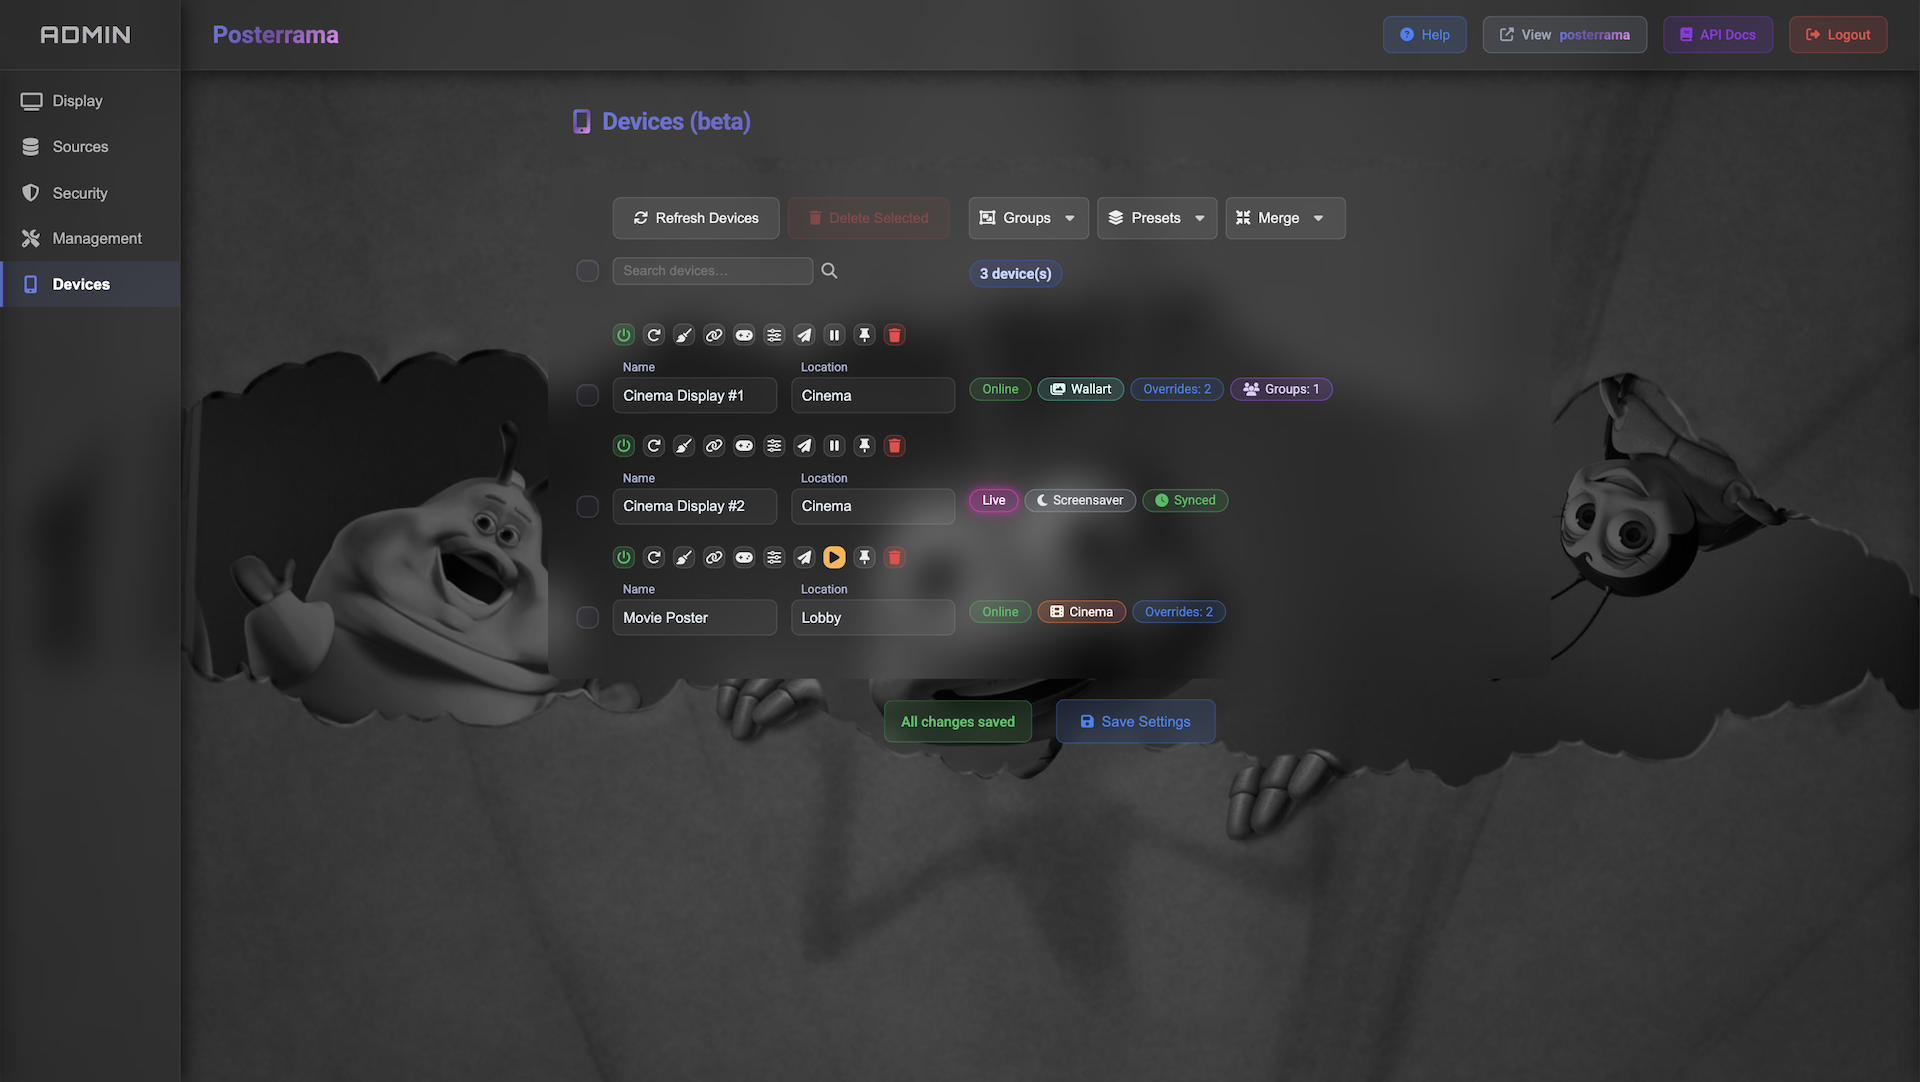 ADMIN
Posterrama
Help
View posterrama
API Docs
Logout
Display
Sources
Security
Management
Devices
Devices (beta)
Refresh Devices
Delete Selected
Groups
Presets
Merge
Search devices...
3 device(s)
Name
Location
Cinema Display #1
Cinema
Online
Wallart
Overrides: 2
Groups: 1
Name
Location
Cinema Display #2
Cinema
Live
Screensaver
Synced
Name
Location
Movie Poster
Lobby
Online
Cinema
Overrides: 2
All changes saved
Save Settings